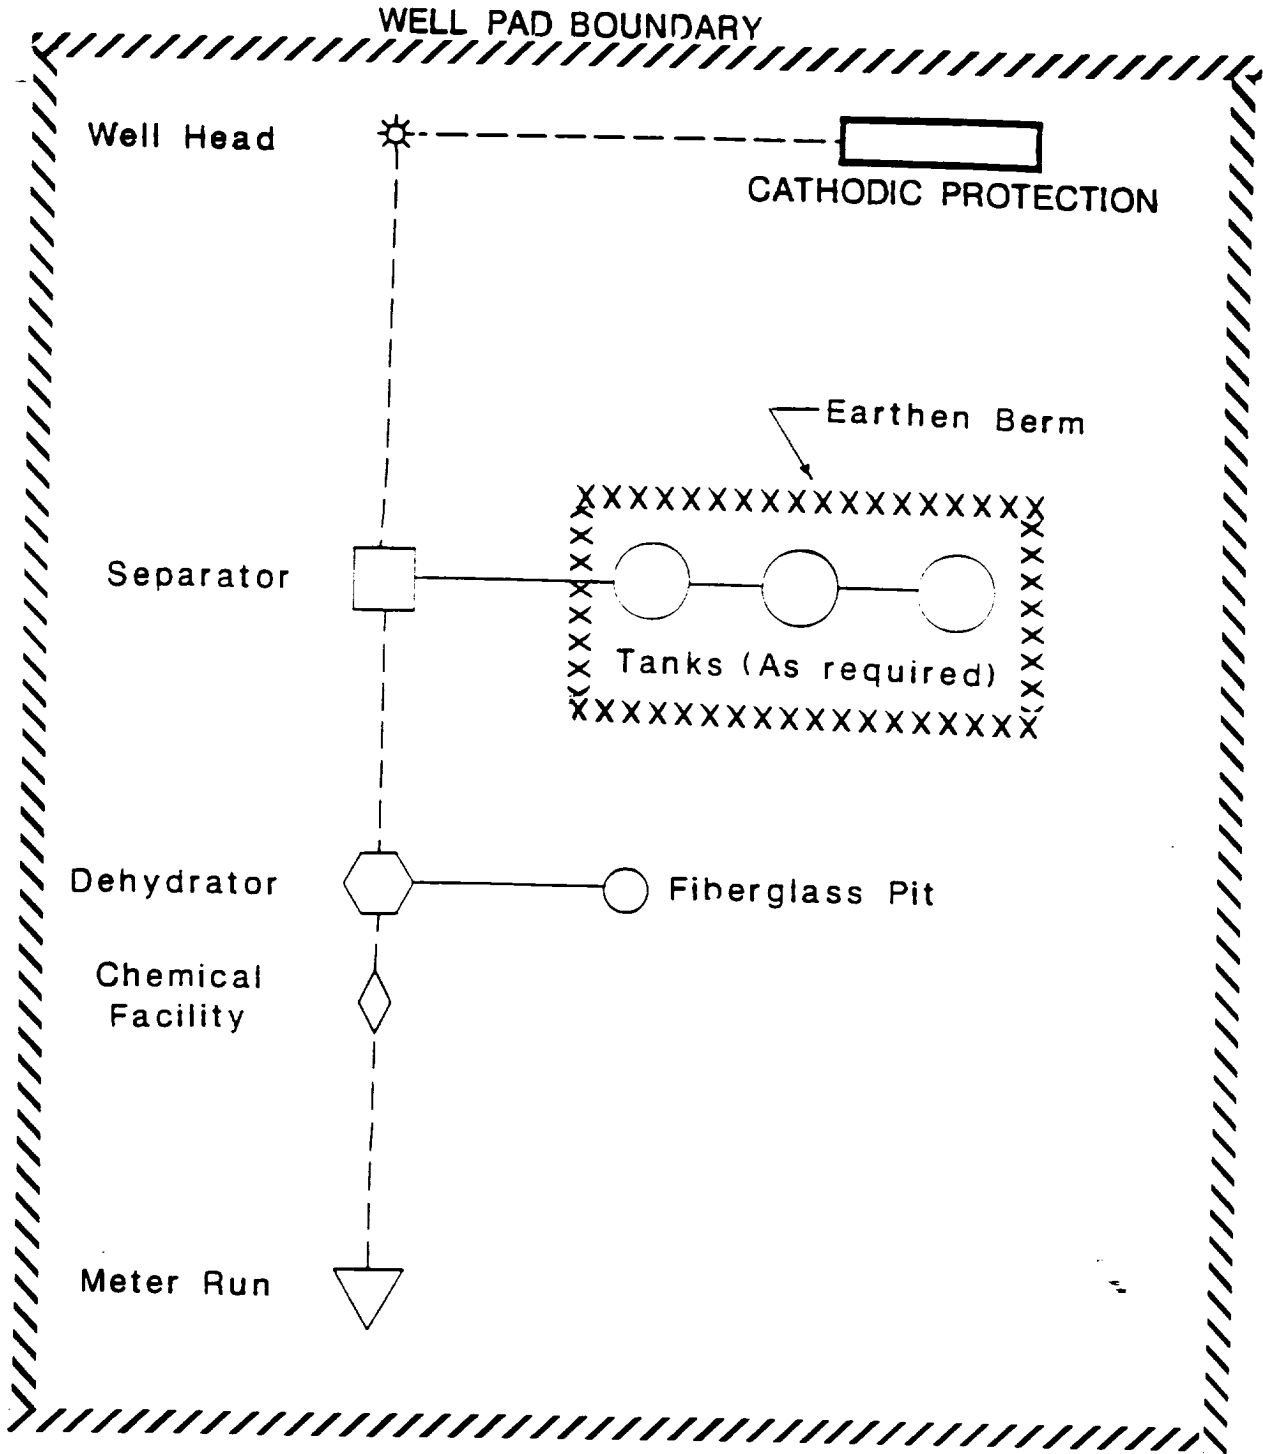 WELL PAD BOUNDARY
Well Head
CATHODIC PROTECTION
Earthen Berm
Separator
Tanks (As required)
Dehydrator
Fiberglass Pit
Chemical
Facility
Meter Run